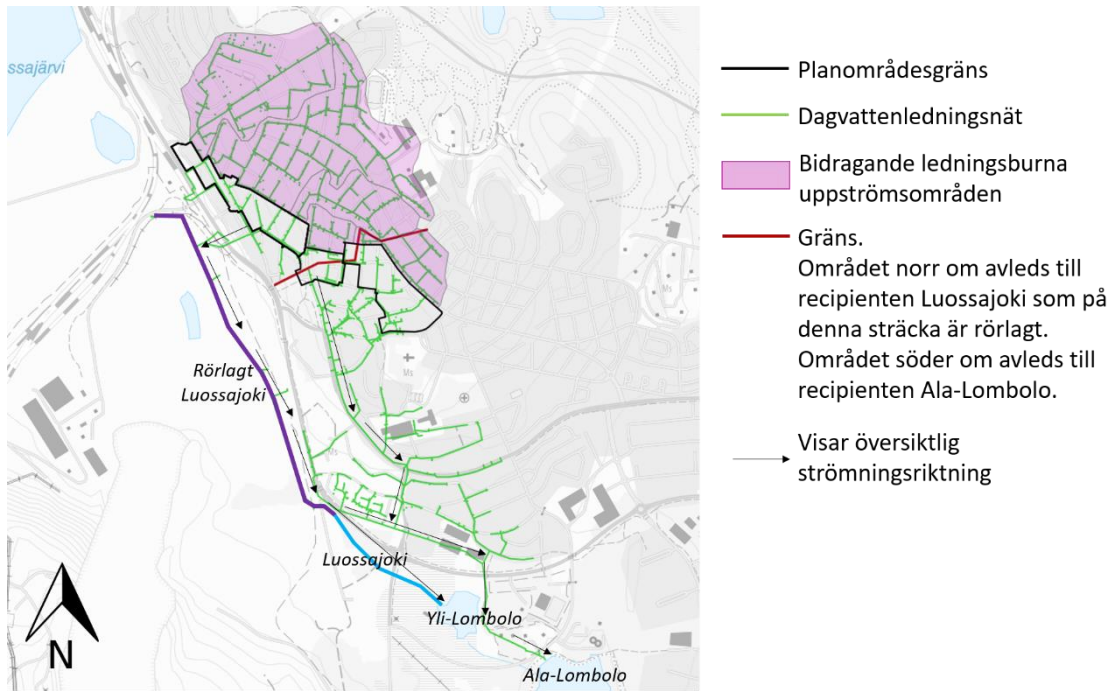 ssajärvi
Rörlagt
Luossajoki
Luossajoki
Yli-Lombolo
Ala-Lombolo
Ms
Ms
N
Planområdesgräns
Dagvattenledningsnät
Bidragande ledningsburna
uppströmsområden
Gräns.
Området norr om avleds till
recipienten Luossajoki som på
denna sträcka är rörlagt.
Området söder om avleds till
recipienten Ala-Lombolo.
Visar översiktlig
strömningsriktning